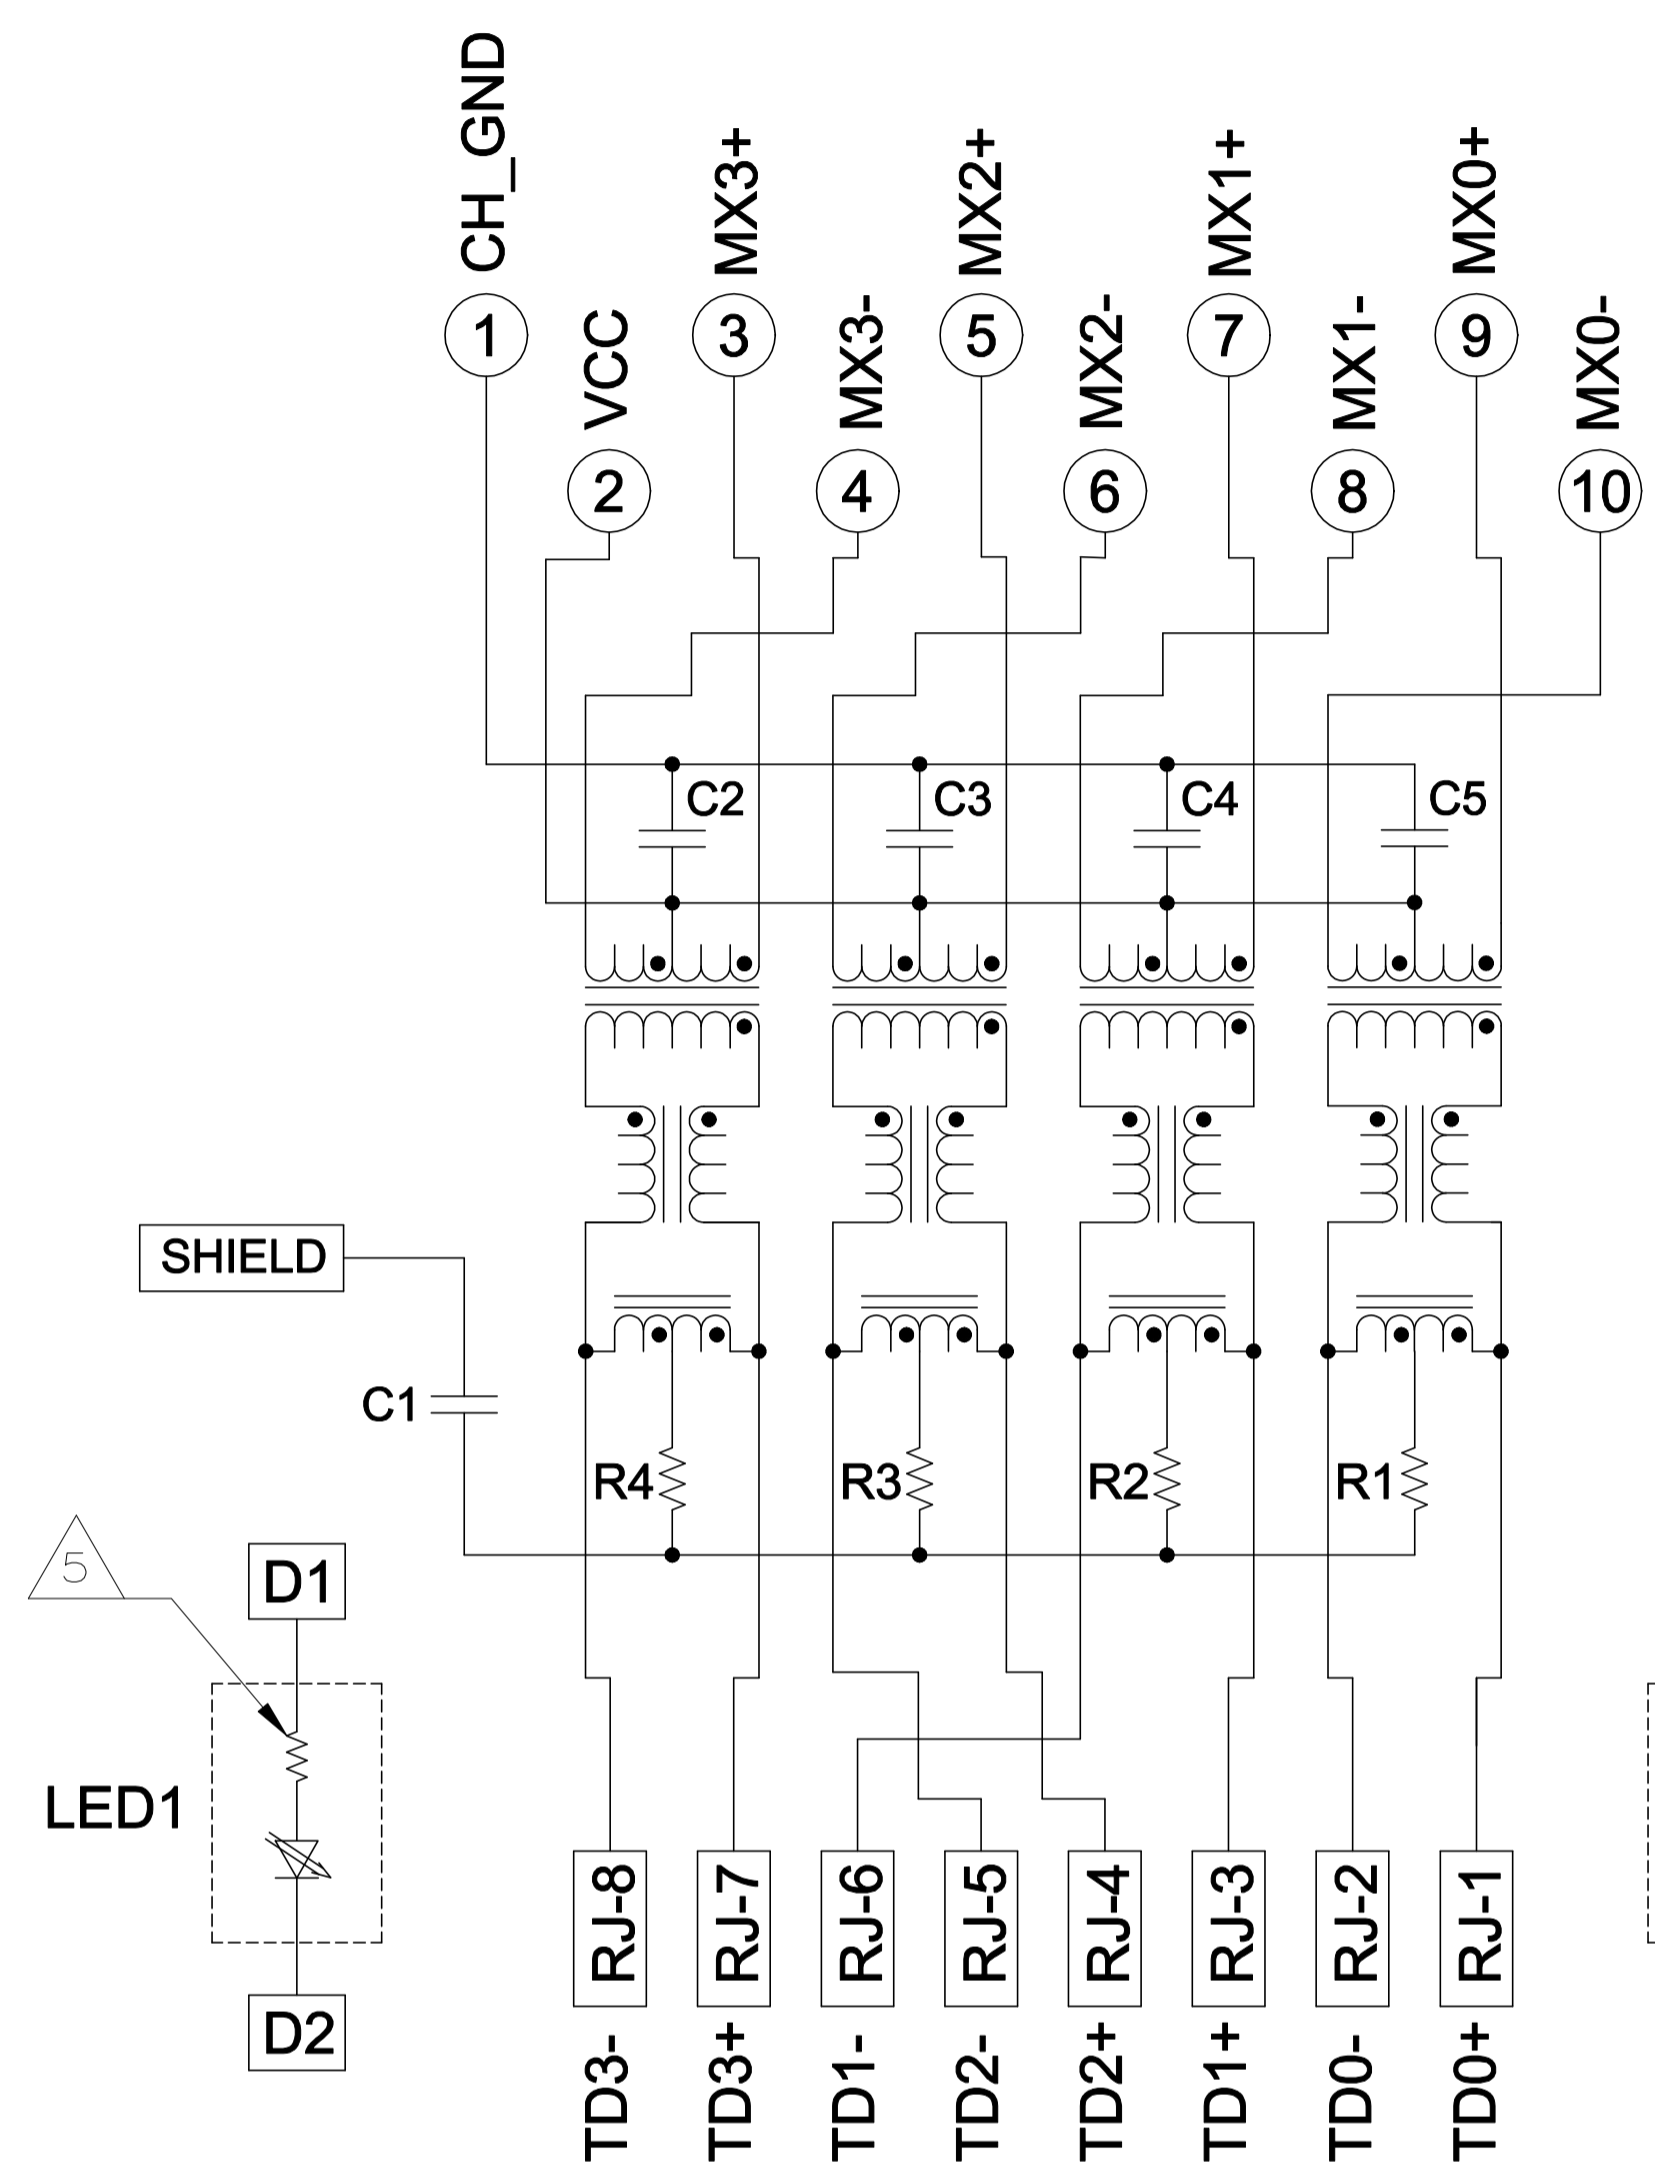 CH_GND
MX3+
MX2+
MX1+
MX0+
1
3
5
7
9
VCC
MX3-
MX2-
MX1-
MX0-
2
4
6
8
10
C2
C3
C4
C5
SHIELD
C1
R4
R3
R2
R1
5
D1
LED1
D2
RJ-8
RJ-7
RJ-6
RJ-5
RJ-4
RJ-3
RJ-2
RJ-1
TD3-
TD3+
TD1-
TD2-
TD2+
TD1+
TD0-
TD0+